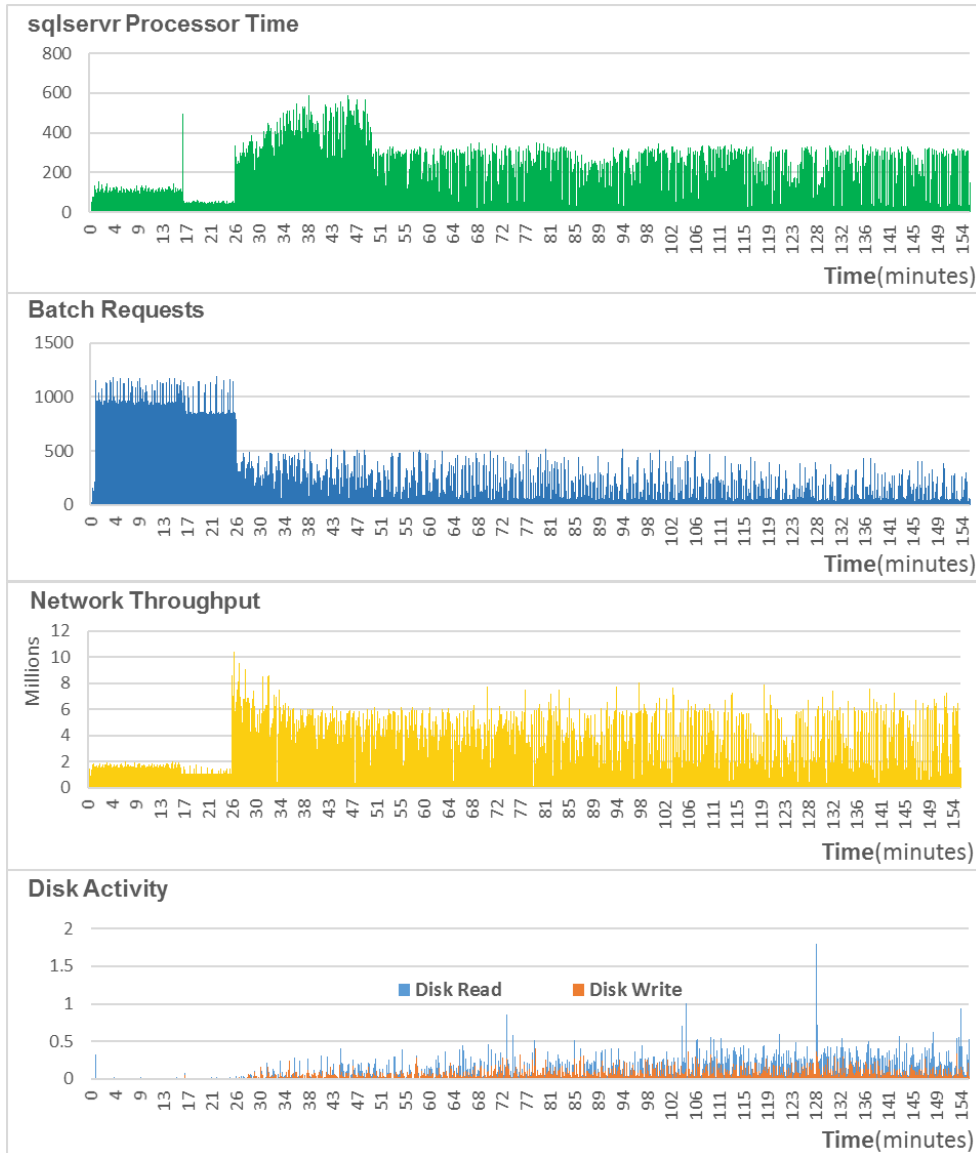 sqlservr Processor Time
800
600
400
200
0
0 4 9 13 17 21 26 30 34 38 43 47 51 55 60 64 68 72 77 81 85 89 94 98 102 106 111 115 119 123 128 132 136 141 145 149 154
Time(minutes)
Batch Requests
1500
1000
500
0
0 4 9 13 17 21 26 30 34 38 43 47 51 55 60 64 68 72 77 81 85 89 94 98 102 106 111 115 119 123 128 132 136 141 145 149 154
Time(minutes)
Network Throughput
Millions
12
10
8
6
4
2
0
0 4 9 13 17 21 26 30 34 38 43 47 51 55 60 64 68 72 77 81 85 89 94 98 102 106 111 115 119 123 128 132 136 141 145 149 154
Time(minutes)
Disk Activity
2
1.5
Disk Read Disk Write
1
0.5
0
0 4 9 13 17 21 26 30 34 38 43 47 51 55 60 64 68 73 77 81 85 90 94 98 102 107 111 115 119 124 128 132 136 141 145 149 154
Time(minutes)